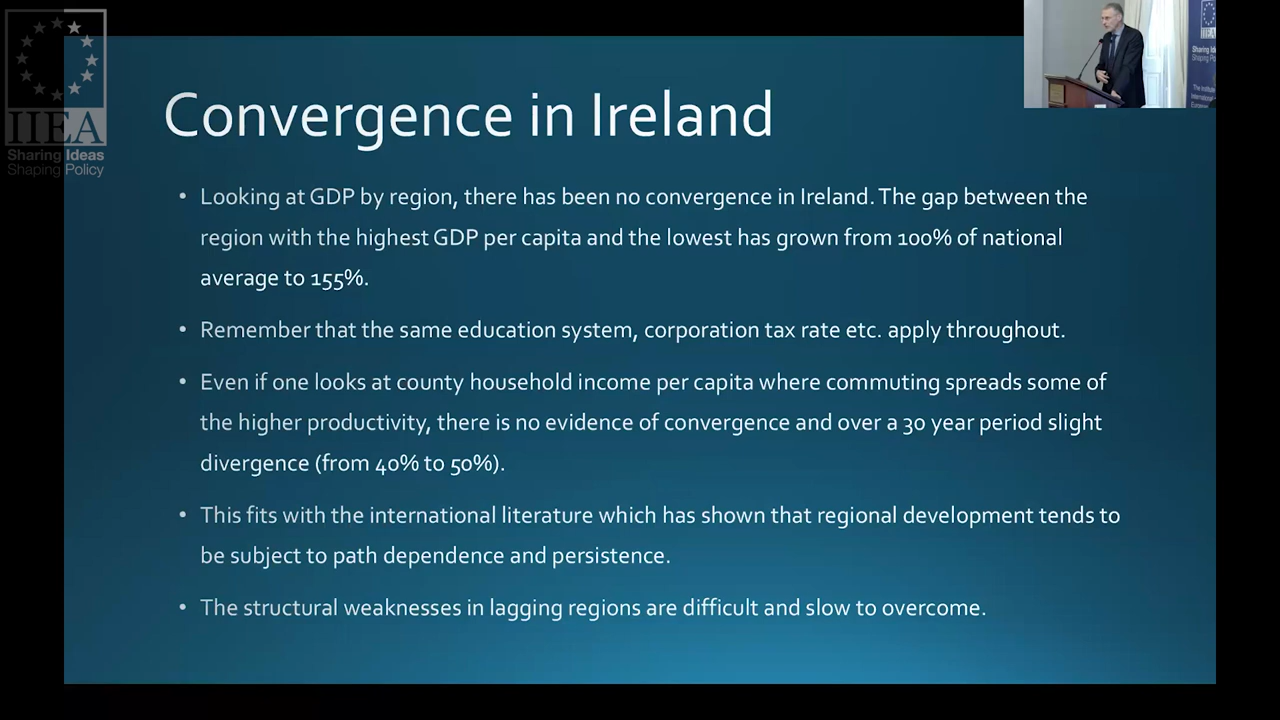 IIEA
Sharing Ideas
Shaping Policy
Convergence in Ireland
• Looking at GDP by region, there has been no convergence in Ireland. The gap between the
region with the highest GDP per capita and the lowest has grown from 100% of national
average to 155%.
• Remember that the same education system, corporation tax rate etc. apply throughout.
• Even if one looks at county household income per capita where commuting spreads some of
the higher productivity, there is no evidence of convergence and over a 30 year period slight
divergence (from 40% to 50%).
• This fits with the international literature which has shown that regional development tends to
be subject to path dependence and persistence.
• The structural weaknesses in lagging regions are difficult and slow to overcome.
IIEA
Sharing
Shaping
The Institute
International